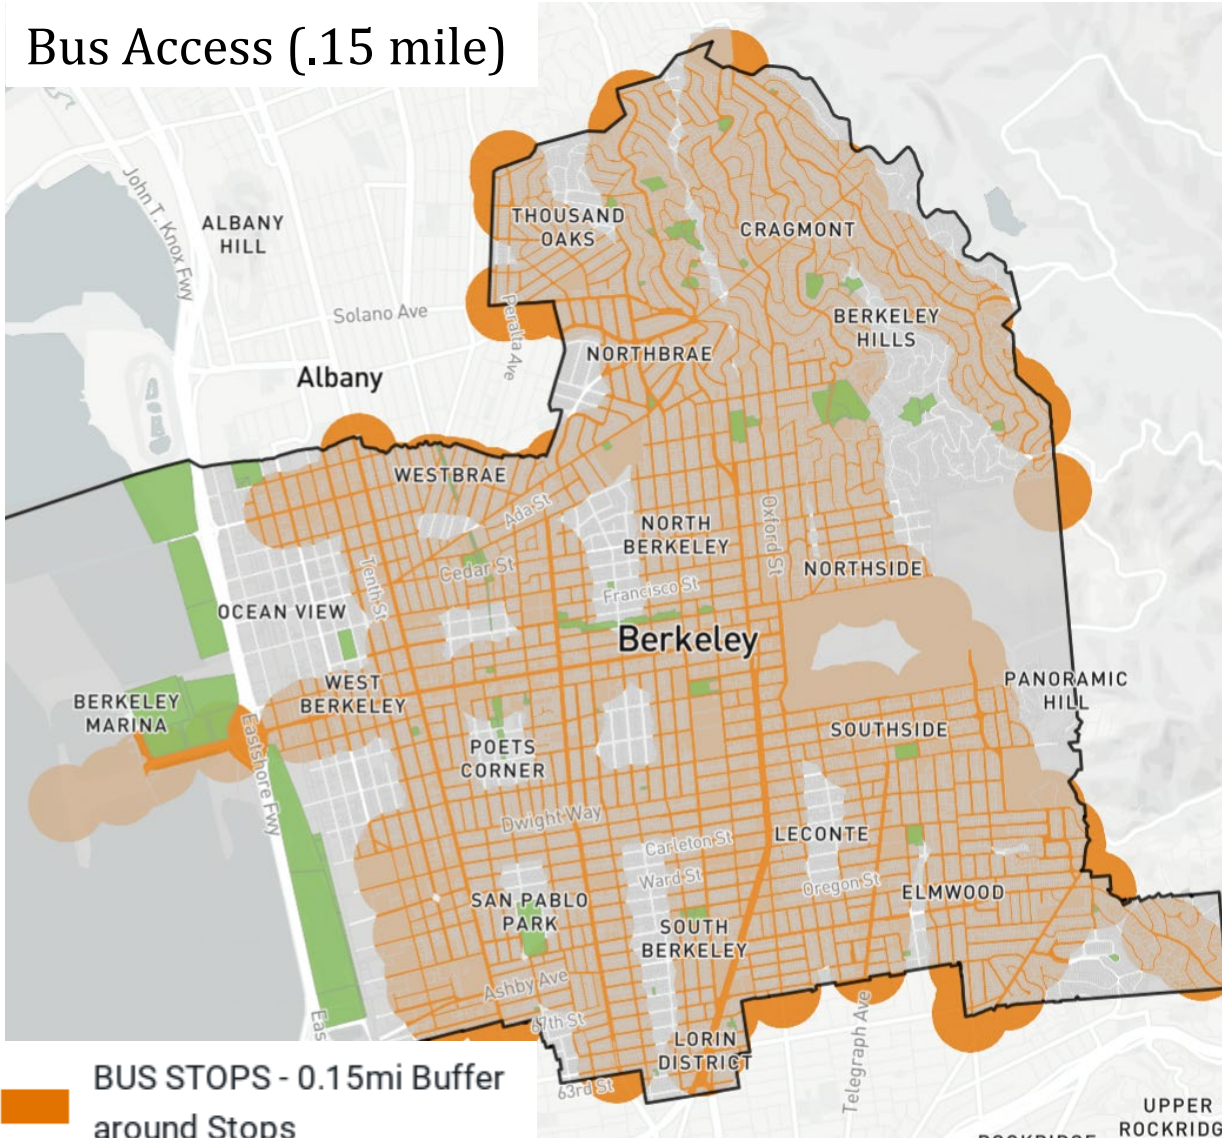 Bus Access (.15 mile)
John T. Knox Fwy
ALBANY
HILL
THOUSAND
OAKS
CRAGMONT
Solano Ave
Peralta Ave
BERKELEY
HILLS
NORTHBRAE
Albany
WESTBRAE
Ada St
Oxford St
NORTH
BERKELEY
Tenth St
Cedar St
NORTHSIDE
Francisco St
OCEAN VIEW
Berkeley
WEST
BERKELEY
PANORAMIC
HILL
BERKELEY
MARINA
Eastshore Fwy
SOUTHSIDE
POETS
CORNER
Dwight Way
LECONTE
Carleton St
Ward St
Oregon St
ELMWOOD
SAN PABLO
PARK
SOUTH
BERKELEY
Ashby Ave
67th St
Eas
Telegraph Ave
LORIN
DISTRICT
63rd St
BUS STOPS - 0.15mi Buffer
around Stops
UPPER
ROCKRIDG
ROCKRIDGE